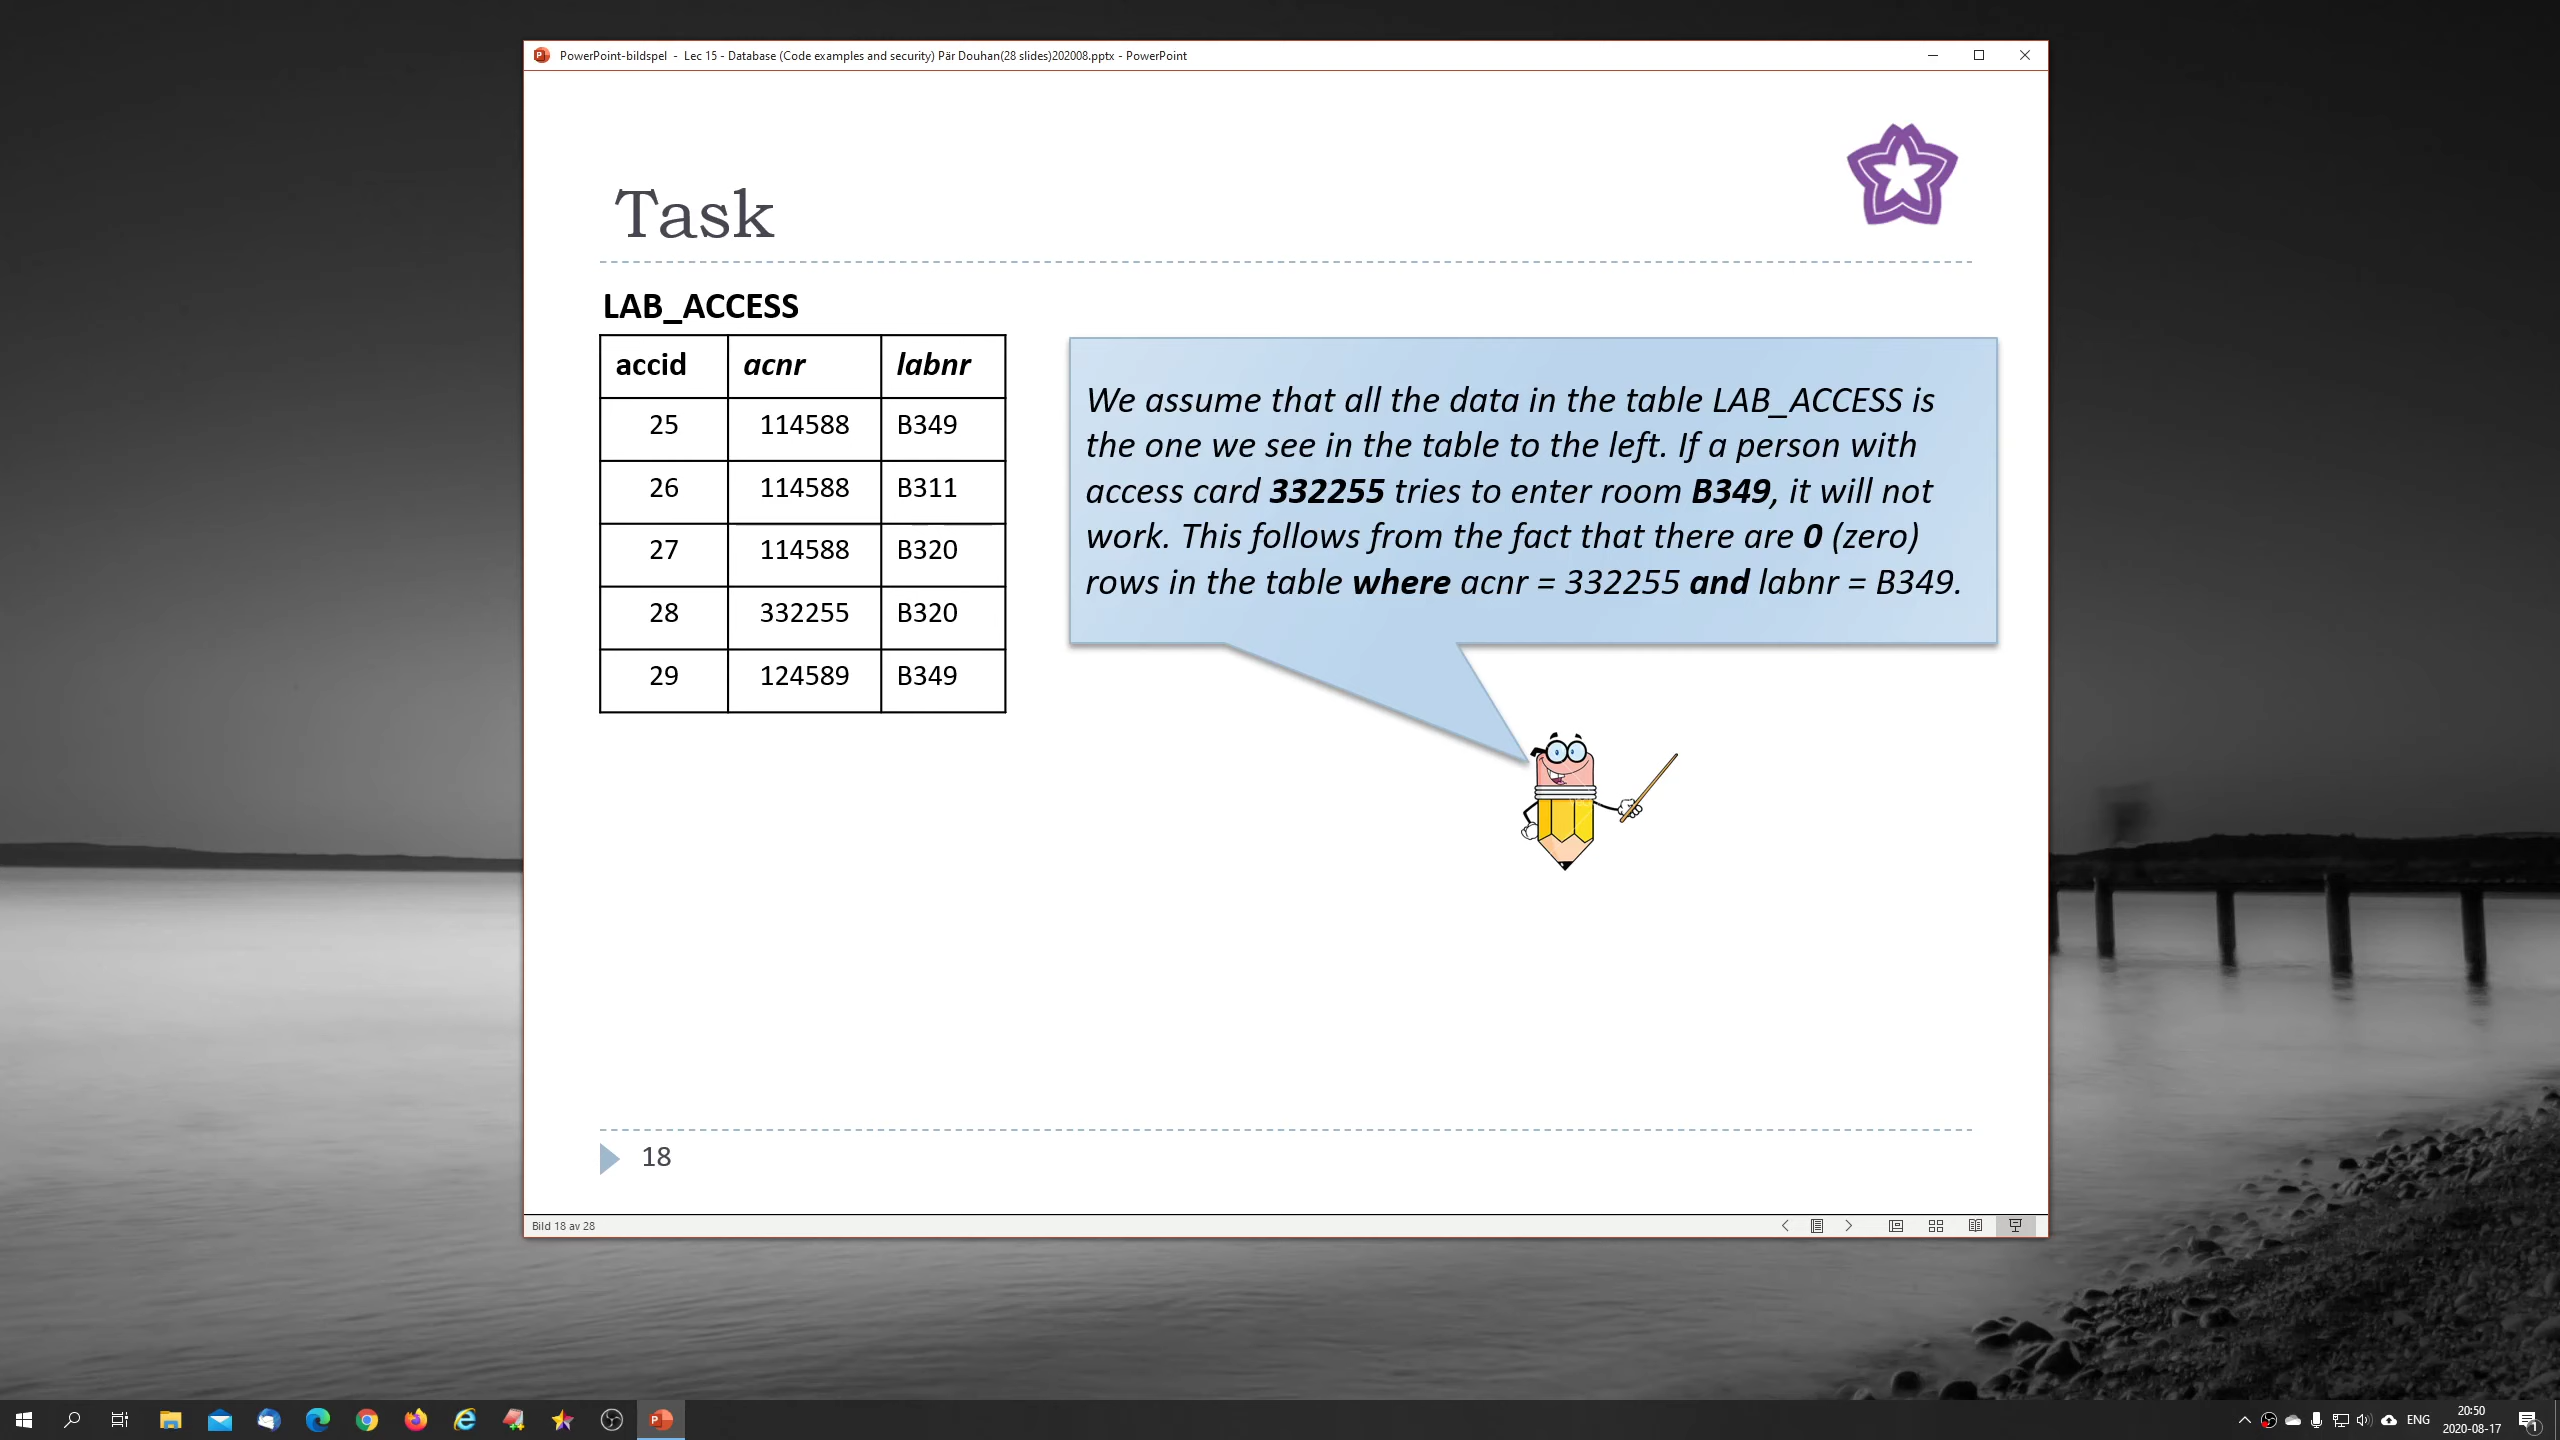 PowerPoint-bildspel - Lec 15 - Database (Code examples and security) Pär Douhan(28 slides)202008.pptx - PowerPoint
Task
LAB_ACCESS
accid acnr labnr
25 114588 B349
26 114588 B311
27 114588 B320
28 332255 B320
29 124589 B349
We assume that all the data in the table LAB_ACCESS is
the one we see in the table to the left. If a person with
access card 332255 tries to enter room B349, it will not
work. This follows from the fact that there are 0 (zero)
rows in the table where acnr = 332255 and labnr = B349.
18
Bild 18 av 28
ENG
20:50
2020-08-17
1